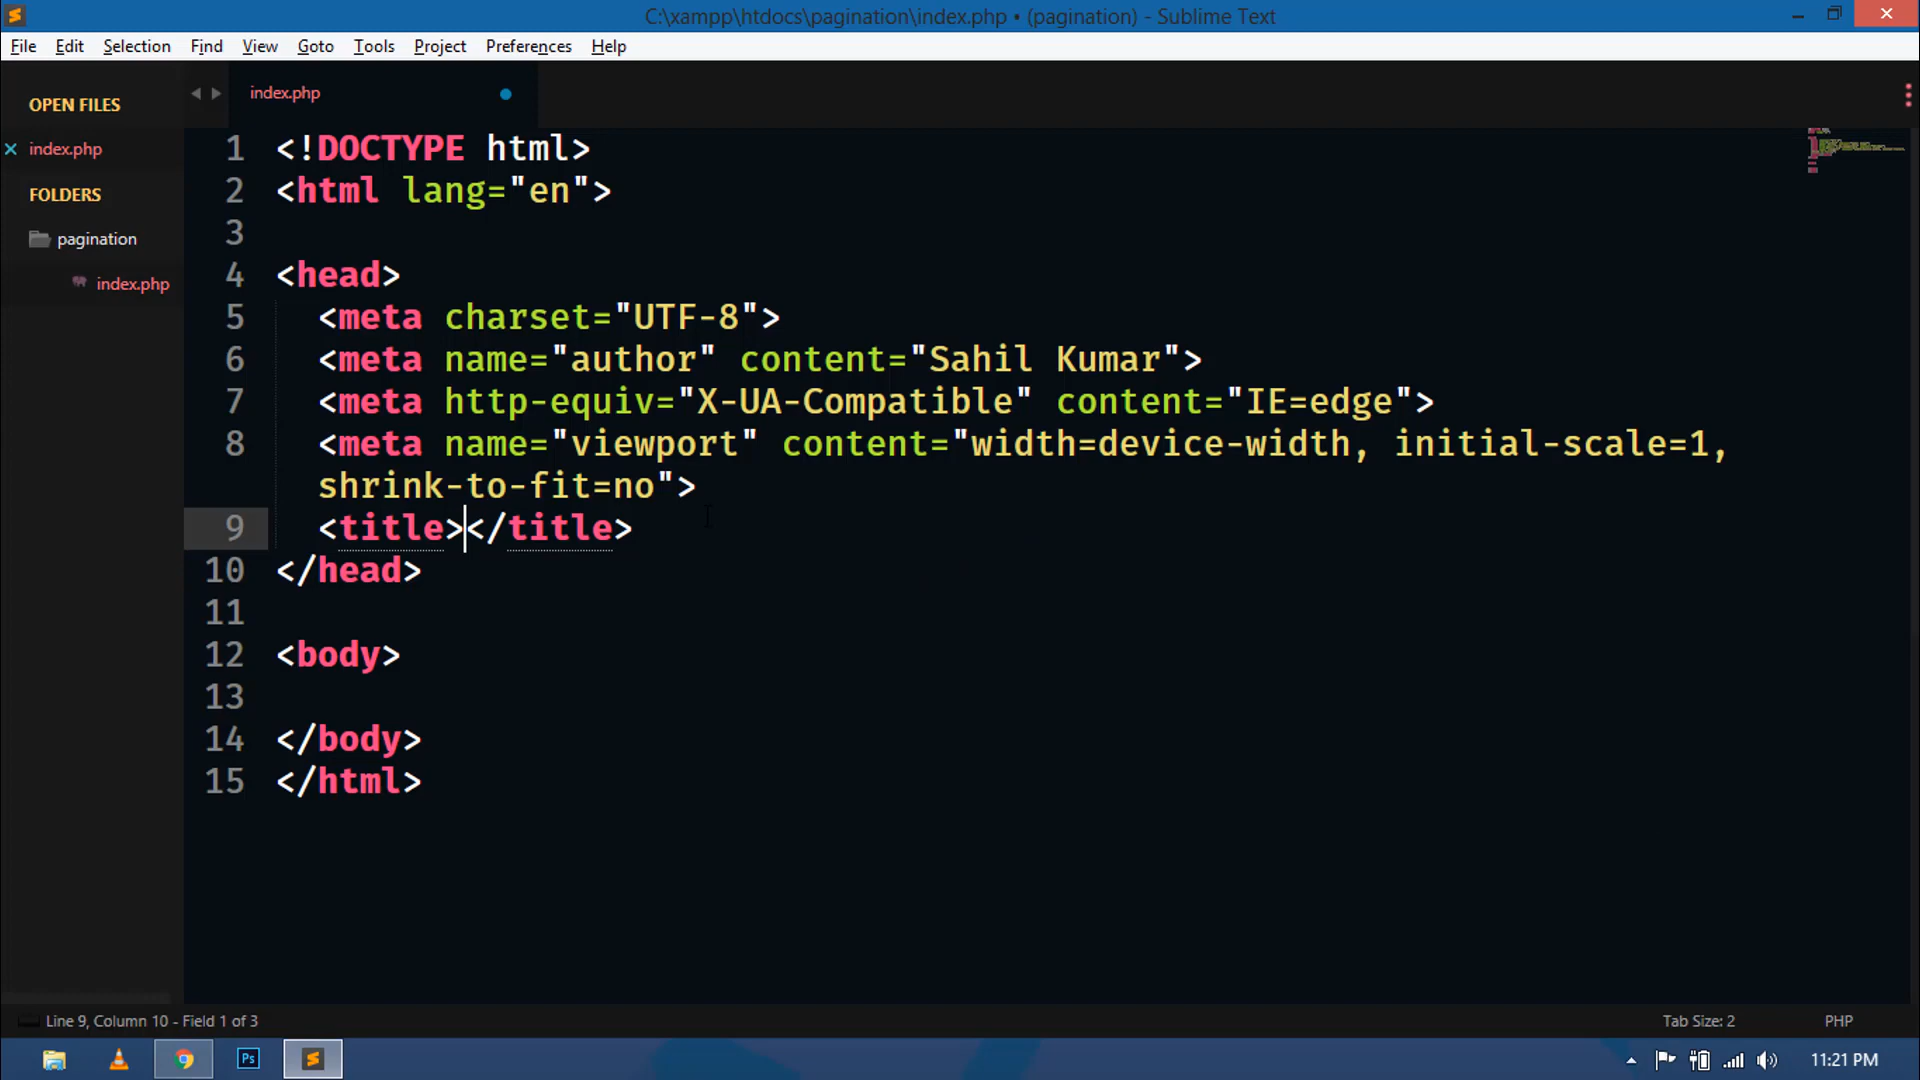 C:\xampp\htdocs\pagination\index.php • (pagination) - Sublime Text
File Edit Selection Find View Goto Tools Project Preferences Help
OPEN FILES
index.php
FOLDERS
pagination
index.php
index.php
1 <!DOCTYPE html>
2 <html lang="en">
3
4 <head>
5 <meta charset="UTF-8">
6 <meta name="author" content="Sahil Kumar">
7 <meta http-equiv="X-UA-Compatible" content="IE=edge">
8 <meta name="viewport" content="width=device-width, initial-scale=1,
shrink-to-fit=no">
9 <title></title>
10 </head>
11
12 <body>
13
14 </body>
15 </html>
Line 9, Column 10 - Field 1 of 3
Tab Size: 2
PHP
Ps
11:21 PM